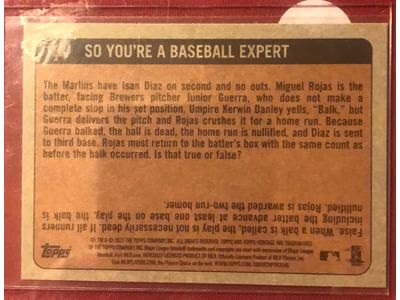 SO YOU'RE A BASEBALL EXPERT
The Marlins have Isan Diaz on second and no outs. Miguel Rojas is the
batter, facing Brewers pitcher Junior Guerra, who does not make a
complete stop in his set position. Umpire Kerwin Danley yells, “Balk,” but
Guerra delivers the pitch and Rojas crushes it for a home run. Because
Guerra balked, the ball is dead, the home run is nullified, and Diaz is sent
to third base. Rojas must return to the batter's box with the same count as
before the balk occurred. Is that true or false?
False. When a balk is called, the play is not necessarily dead. If all runners
including the batter advance at least one base on the play, the balk is
nullified. Rojas is awarded the two-run homer.
Topps